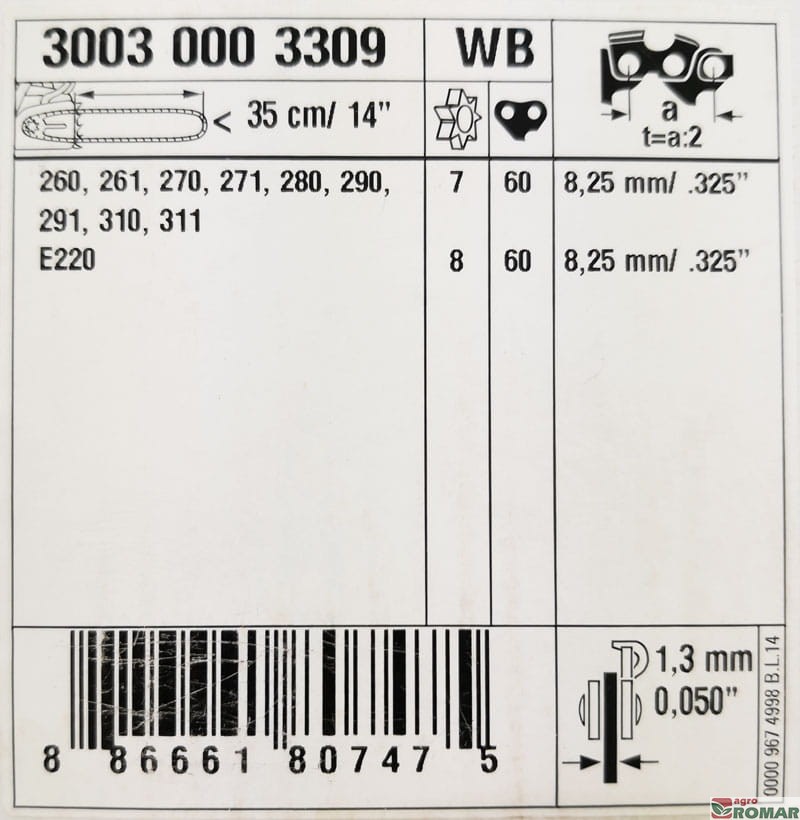 3003 000 3309 WB
< 35 cm/ 14”
a
t=a:2
260, 261, 270, 271, 280, 290, 7 60 8,25 mm/ .325”
291, 310, 311
E220 8 60 8,25 mm/ .325”
1,3 mm
0,050”
8 86661 80747 5
0000 967 4998 B.L.14
agro
ROMAR